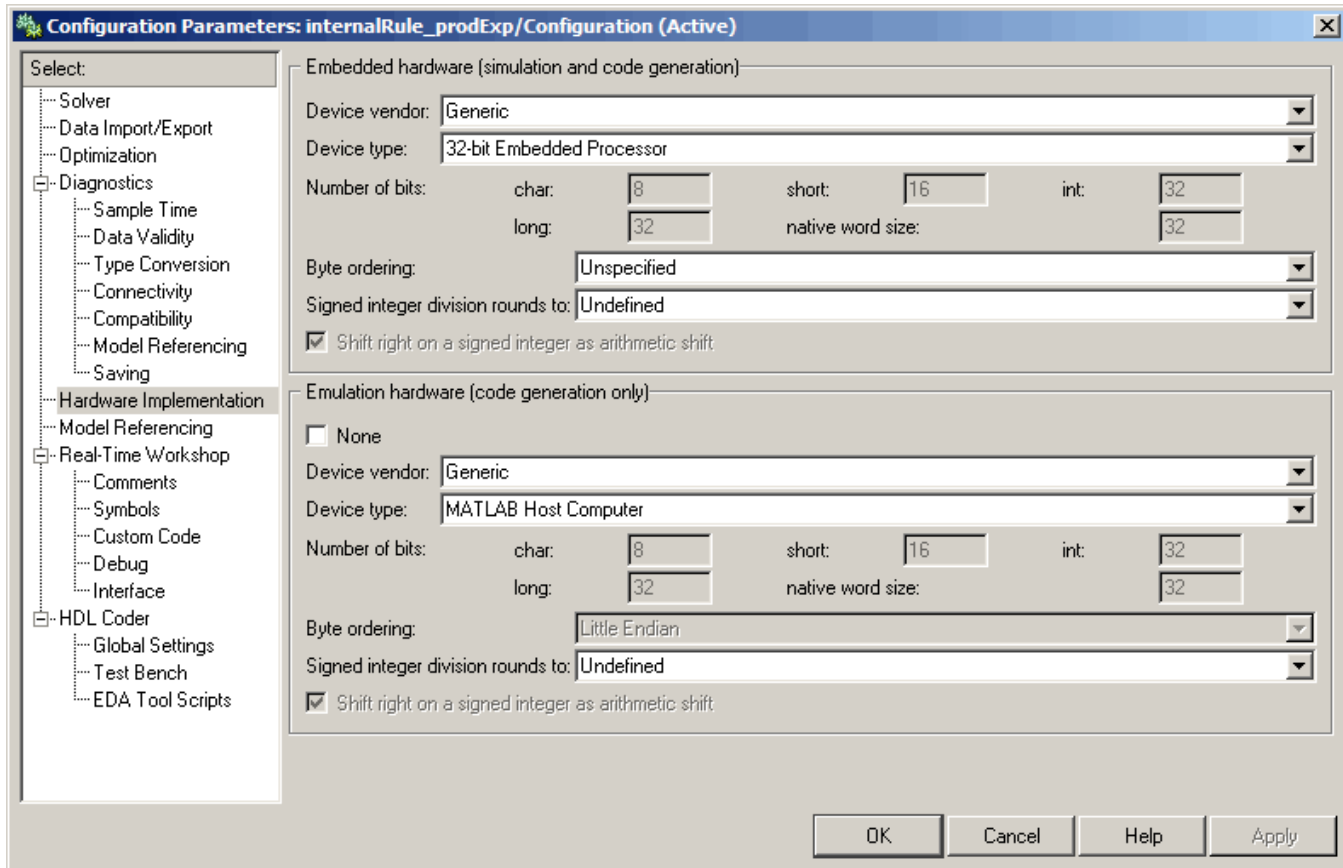 Configuration Parameters: internalRule_prodExp/Configuration (Active)
Select:
Solver
Data Import/Export
Optimization
Diagnostics
Sample Time
Data Validity
Type Conversion
Connectivity
Compatibility
Model Referencing
Saving
Hardware Implementation
Model Referencing
Real-Time Workshop
Comments
Symbols
Custom Code
Debug
Interface
HDL Coder
Global Settings
Test Bench
EDA Tool Scripts
Embedded hardware (simulation and code generation)
Device vendor: Generic
Device type: 32-bit Embedded Processor
Number of bits: char: 8 short: 16 int: 32
long: 32 native word size: 32
Byte ordering: Unspecified
Signed integer division rounds to: Undefined
Shift right on a signed integer as arithmetic shift
Emulation hardware (code generation only)
None
Device vendor: Generic
Device type: MATLAB Host Computer
Number of bits: char: 8 short: 16 int: 32
long: 32 native word size: 32
Byte ordering: Little Endian
Signed integer division rounds to: Undefined
Shift right on a signed integer as arithmetic shift
OK Cancel Help Apply